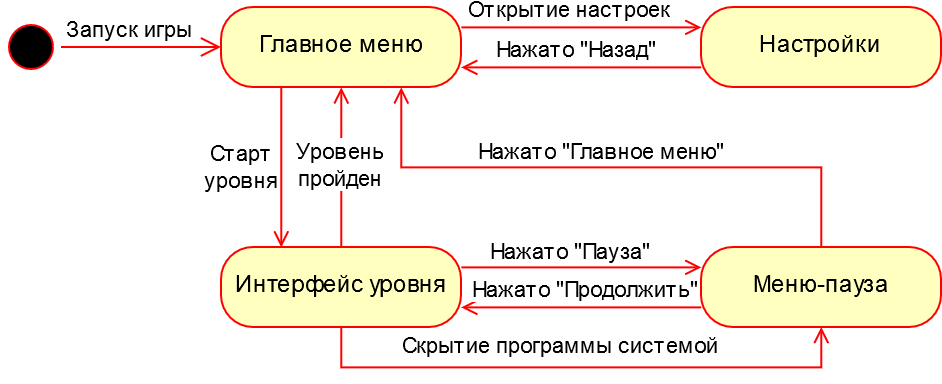 Запуск игры
Главное меню
Открытие настроек
Нажато "Назад"
Настройки
Старт
уровня
Уровень
пройден
Нажато "Главное меню"
Интерфейс уровня
Нажато "Пауза"
Нажато "Продолжить"
Меню-пауза
Скрытие программы системой